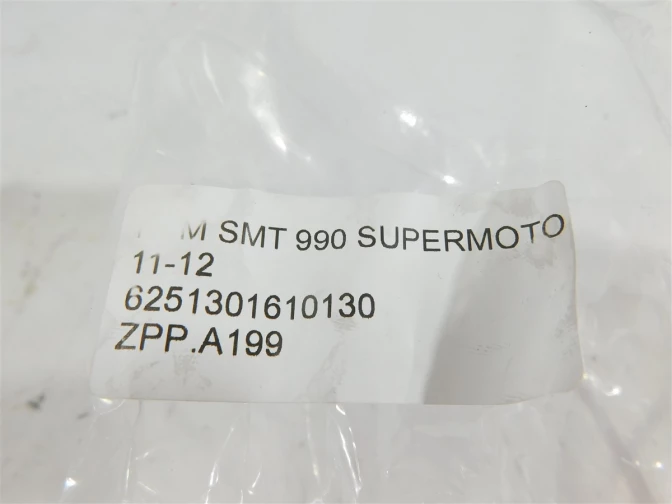 SMT 990 SUPERMOTO
11-12
6251301610130
ZPP.A199